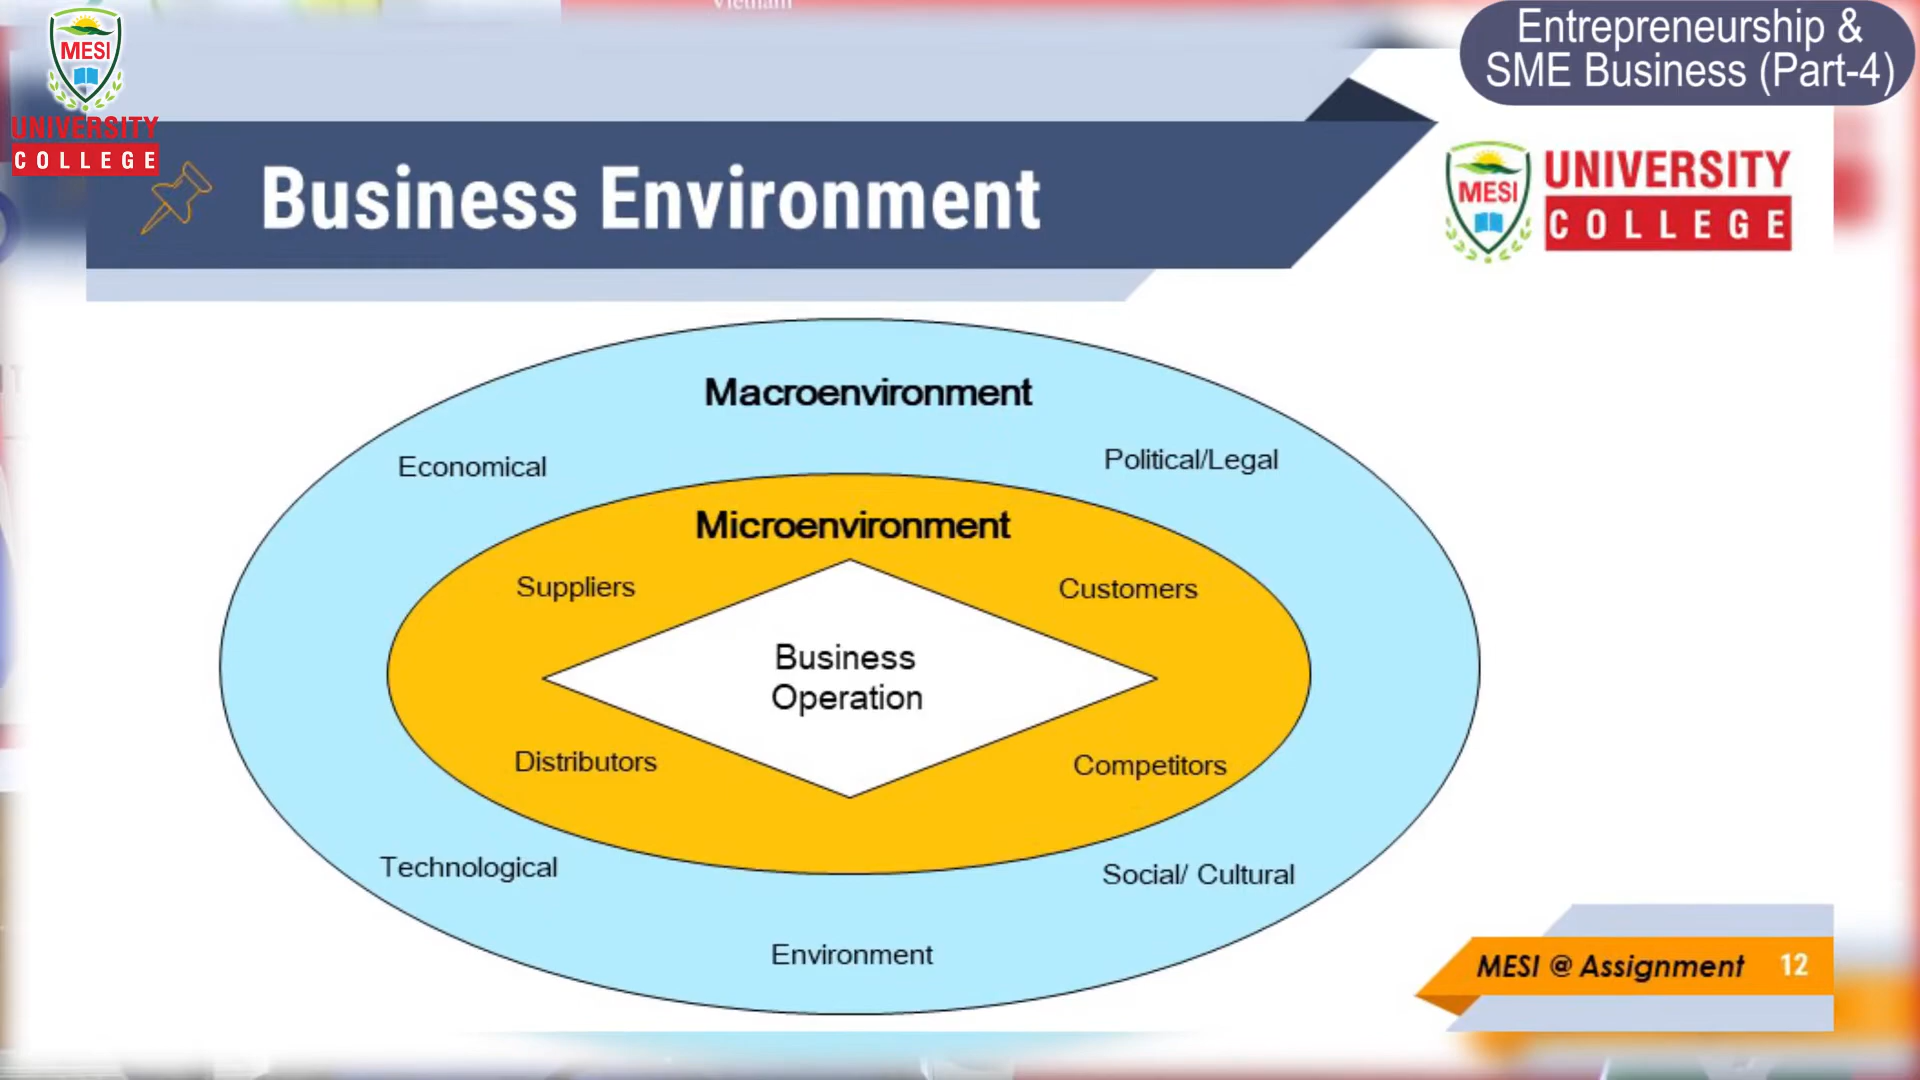 Vietnam
MESI
UNIVERSITY
COLLEGE
Entrepreneurship &
SME Business (Part-4)
Business Environment
MESI
UNIVERSITY
COLLEGE
Macroenvironment
Economical
Political/Legal
Microenvironment
Suppliers
Customers
Business
Operation
Distributors
Competitors
Technological
Social/ Cultural
Environment
MESI @ Assignment 12